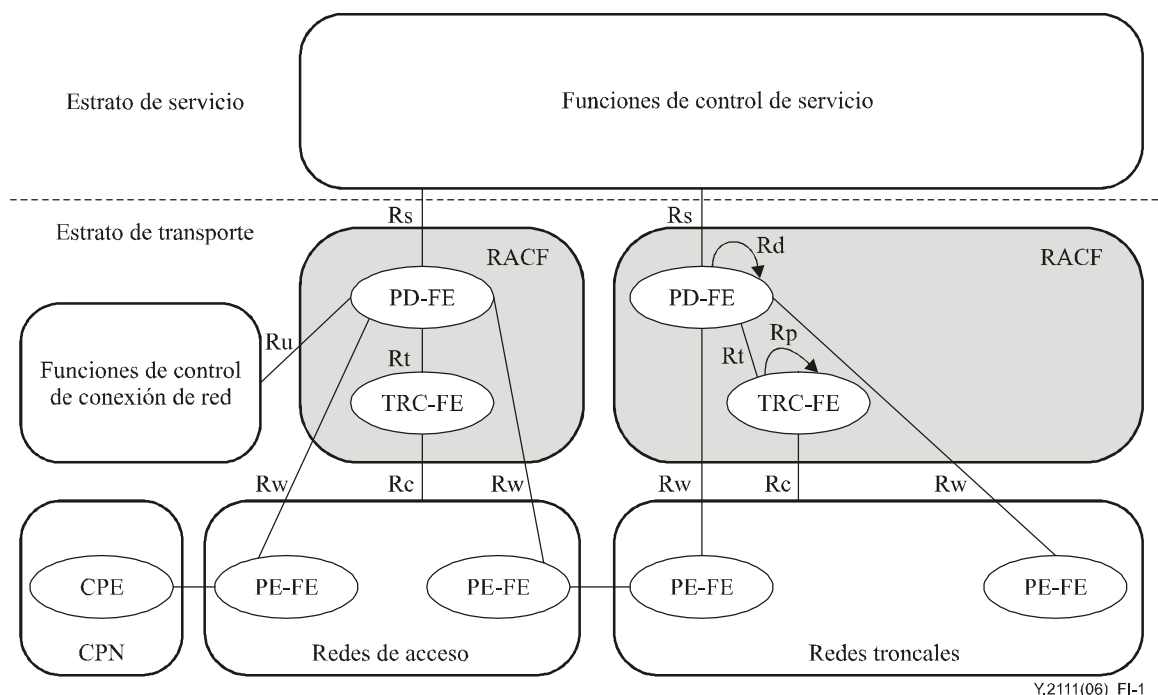 Estrato de servicio
Funciones de control de servicio
Rs
Rs
Estrato de transporte
RACF
Rd
RACF
PD-FE
PD-FE
Ru
Rt
Rt
Rp
Funciones de control
de conexión de red
TRC-FE
TRC-FE
Rw
Rc
Rw
Rw
Rc
Rw
CPE
PE-FE
PE-FE
PE-FE
PE-FE
CPN
Redes de acceso
Redes troncales
Y.2111(06)_FI-1